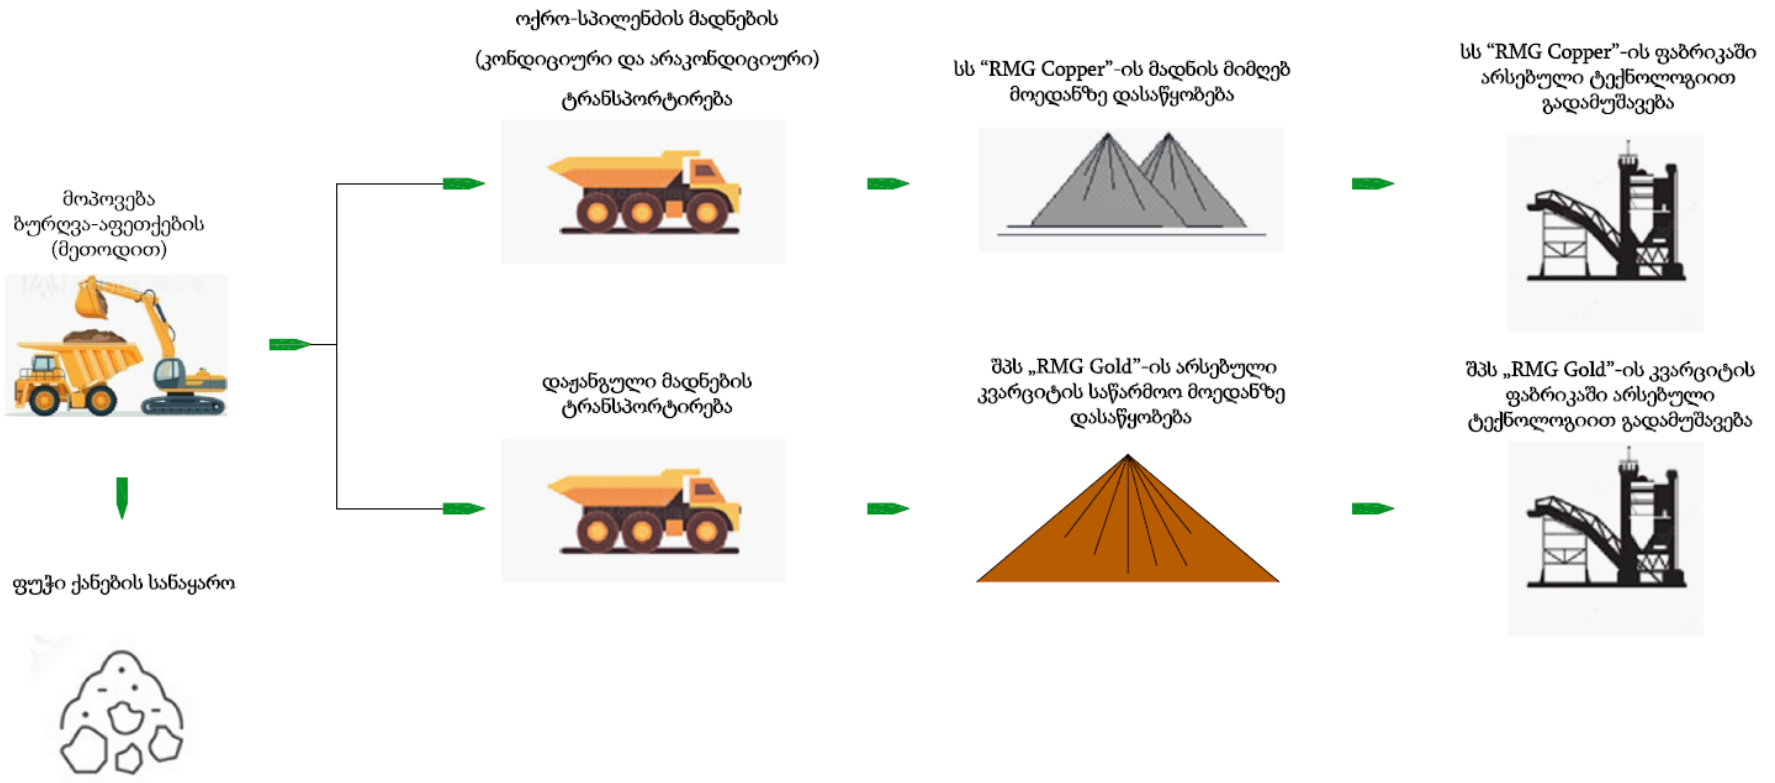 მოპოვება
ბურღვა-აფეთქების
(მეთოდით)
ფუჭი ქანების სანაყარო
ოქრო-სპილენძის მადნების
(კონდიციური და არაკონდიციური)
ტრანსპორტირება
სს “RMG Copper”-ის მადნის მიმღებ
მოედანზე დასაწყობება
სს “RMG Copper”-ის ფაბრიკაში
არსებული ტექნოლოგიით
გადამუშავება
დაჟანგული მადნების
ტრანსპორტირება
შპს „RMG Gold”-ის არსებული
კვარციტის საწარმოო მოედანზე
დასაწყობება
შპს „RMG Gold”-ის კვარციტის
ფაბრიკაში არსებული
ტექნოლოგიით გადამუშავება